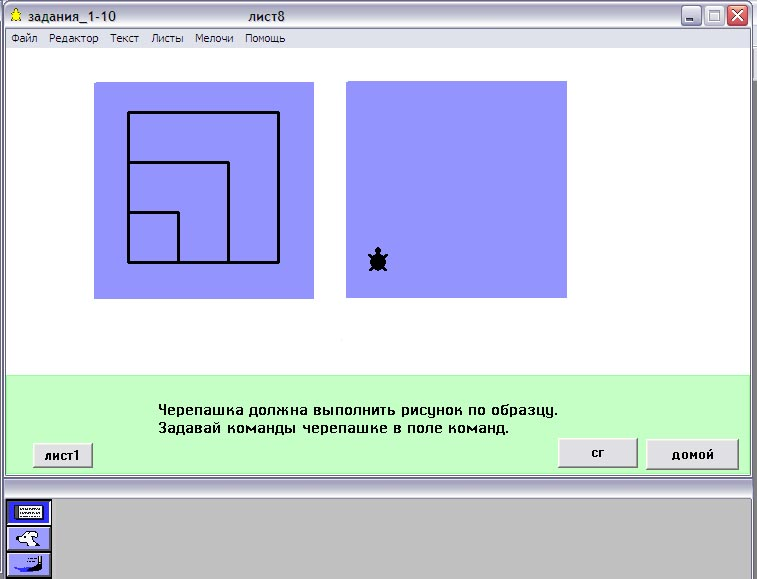 задания_1-10 лист8
Файл Редактор Текст Листы Мелочи Помощь
Черепашка должна выполнить рисунок по образцу.
Задавай команды черепашке в поле команд.
лист1 сг домой